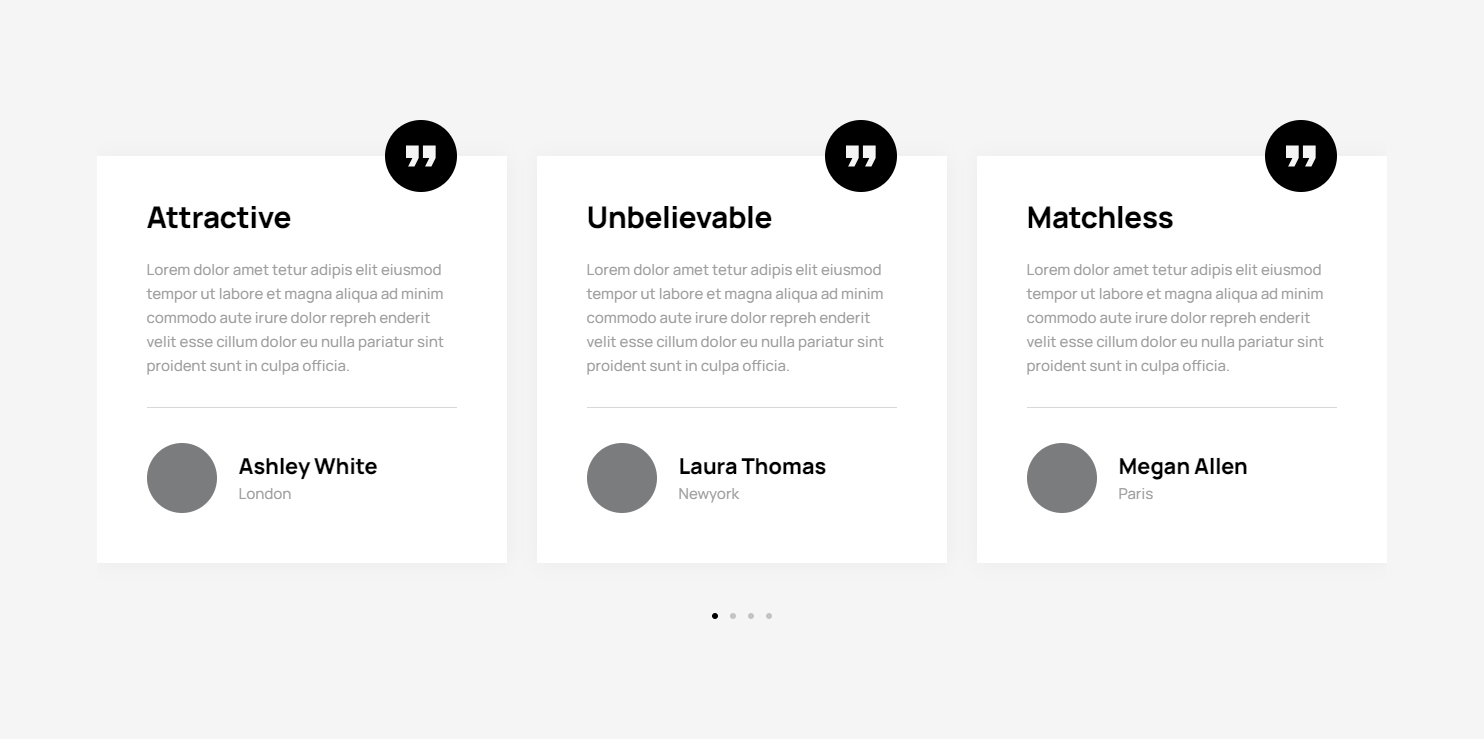 Attractive
Lorem dolor amet tetur adipis elit eiusmod
tempor ut labore et magna aliqua ad minim
commodo aute irure dolor repreh enderit
velit esse cillum dolor eu nulla pariatur sint
proident sunt in culpa officia.
Ashley White
London
Unbelievable
Lorem dolor amet tetur adipis elit eiusmod
tempor ut labore et magna aliqua ad minim
commodo aute irure dolor repreh enderit
velit esse cillum dolor eu nulla pariatur sint
proident sunt in culpa officia.
Laura Thomas
Newyork
Matchless
Lorem dolor amet tetur adipis elit eiusmod
tempor ut labore et magna aliqua ad minim
commodo aute irure dolor repreh enderit
velit esse cillum dolor eu nulla pariatur sint
proident sunt in culpa officia.
Megan Allen
Paris